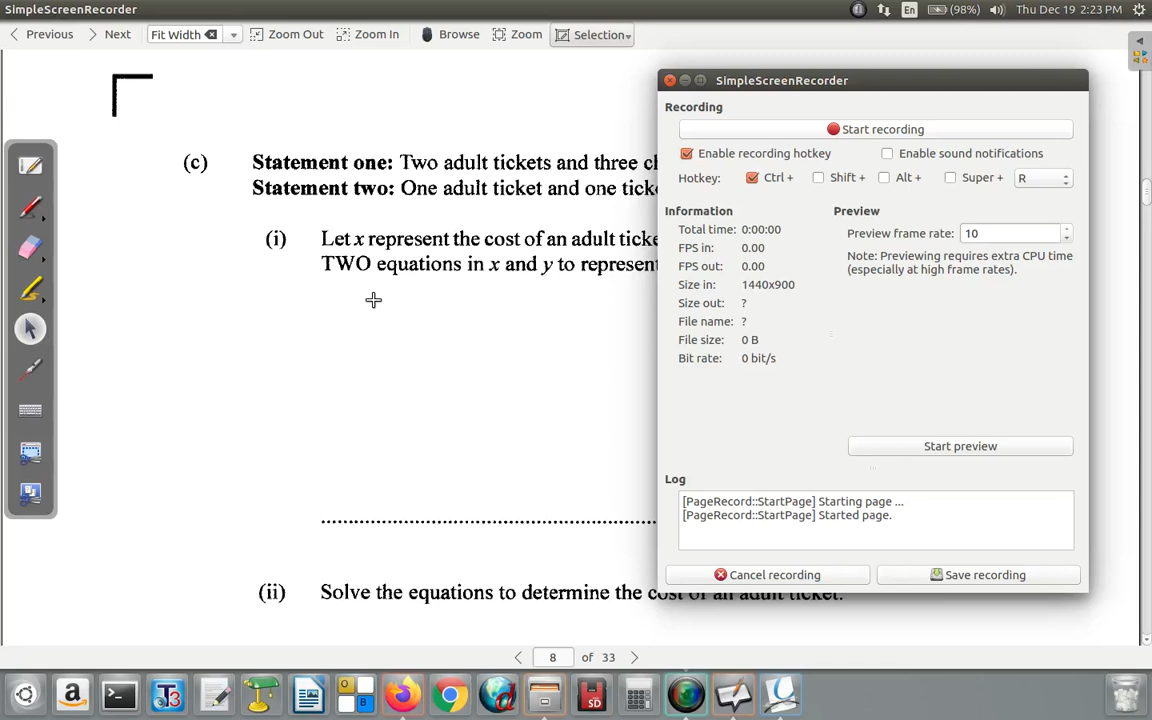 SimpleScreenRecorder
En
(98%)
Thu Dec 19 2:23 PM
Previous
Next
Fit Width
Zoom Out
Zoom In
Browse
Zoom
Selection
(c) Statement one: Two adult tickets and three
Statement two: One adult ticket and one
(i) Let x represent the cost of an adult
TWO equations in x and y to represent
(ii) Solve the equations to determine the cost of an adult ticket.
SimpleScreenRecorder
Recording
Start recording
Enable recording hotkey
Enable sound notifications
Hotkey: Ctrl + Shift + Alt + Super + R
Information
Total time: 0:00:00
FPS in: 0.00
FPS out: 0.00
Size in: 1440x900
Size out: ?
File name: ?
File size: 0 B
Bit rate: 0 bit/s
Preview
Preview frame rate: 10
Note: Previewing requires extra CPU time
(especially at high frame rates).
Start preview
Log
[PageRecord::StartPage] Starting page ...
[PageRecord::StartPage] Started page.
Cancel recording
Save recording
8 of 33
T3
SD